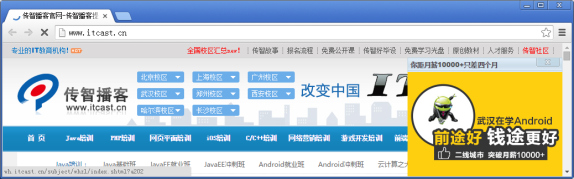 传智播客官网-传智播客
www.itcast.cn
专业的IT教育机构! 全国校区汇总new! 传智故事 报名流程 免费公开课 传智好毕设 免费学习光盘 原创教材 人才服务 传智社区
你距月薪10000+只差四个月
北京校区 上海校区 广州校区
传智播客 武汉校区 郑州校区 西安校区 改变中国 IT
www.itcast.cn
哈尔滨校区 长沙校区
武汉在学Android
前途好 钱途更好
二线城市 突破月薪10000+
首 页 Java培训 PHP培训 网页平面培训 iOS培训 C/C++培训 网络营销培训 游戏开发培训
Java培训: Java基础班 JavaEE就业班 JavaEE冲刺班 Android就业班 Android冲刺班 云计算之
wh.itcast.cn/subject/whzl/index.shtml?a202